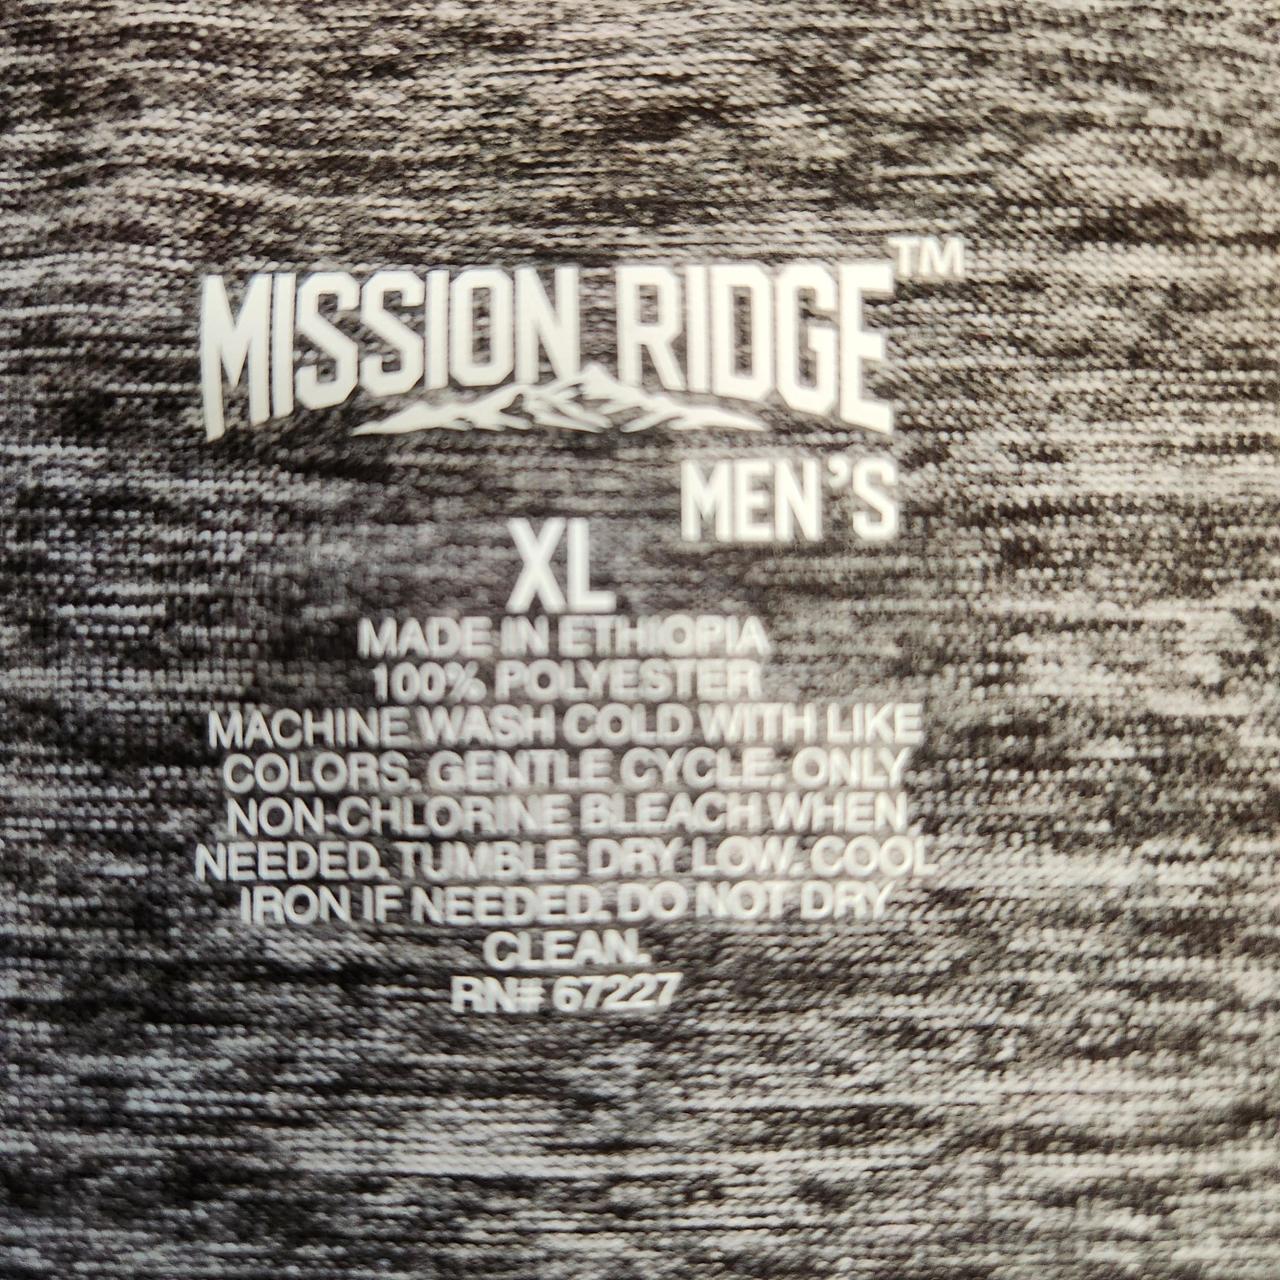 MISSION RIDGE™
MEN'S
XL
MADE IN ETHIOPIA
100% POLYESTER
MACHINE WASH COLD WITH LIKE
COLORS. GENTLE CYCLE. ONLY
NON-CHLORINE BLEACH WHEN
NEEDED. TUMBLE DRY LOW. COOL
IRON IF NEEDED. DO NOT DRY
CLEAN.
RN# 67227